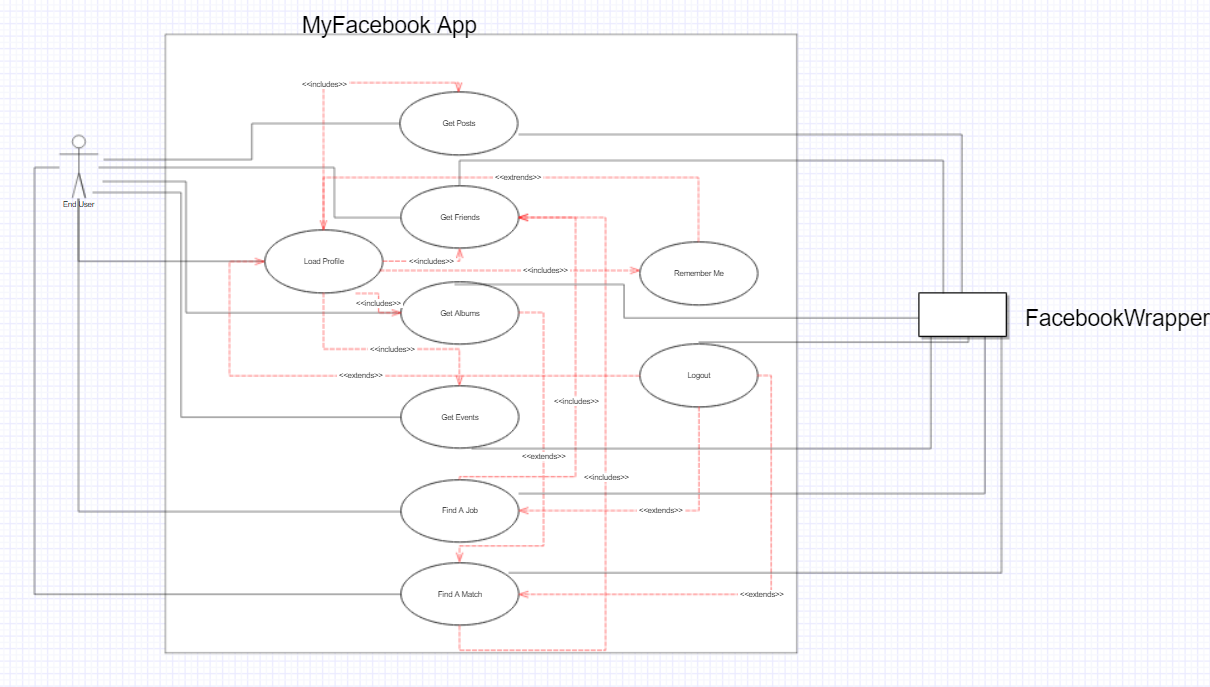 MyFacebook App
<<includes>>
Get Posts
<<extrends>>
End User
Get Friends
Load Profile
<<includes>>
<<includes>>
Remember Me
<<includes>>
Get Albums
FacebookWrapper
<<includes>>
<<extends>>
Logout
<<includes>>
Get Events
<<extends>>
<<includes>>
Find A Job
<<extends>>
Find A Match
<<extends>>